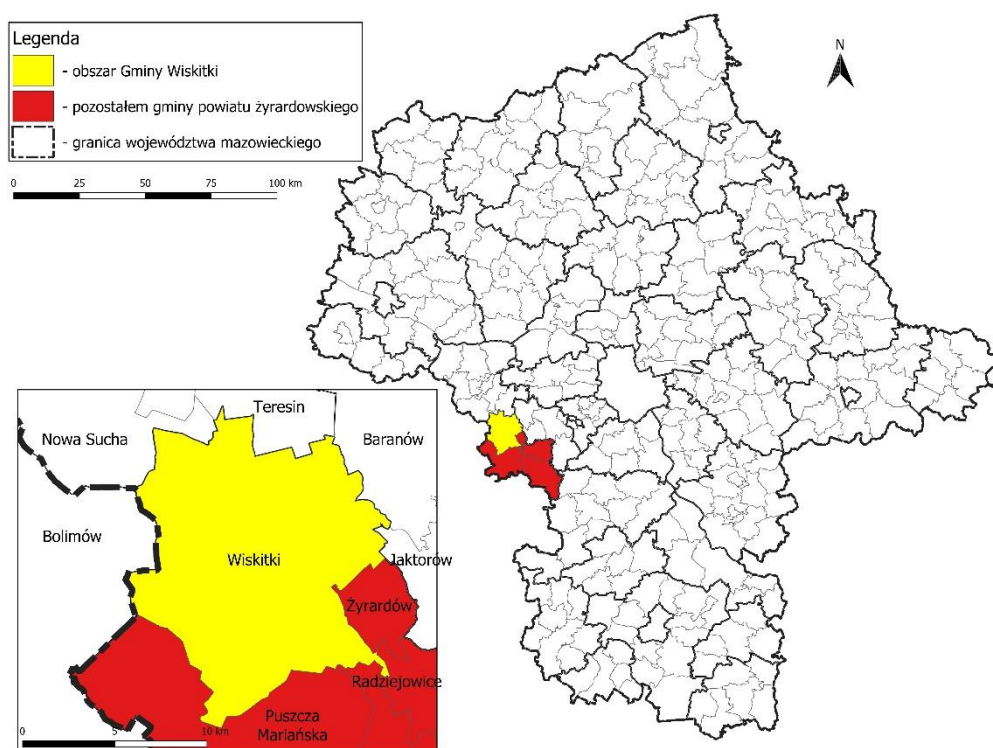 Legenda
- obszar Gminy Wiskitki
- pozostałem gminy powiatu żyrardowskiego
- granica województwa mazowieckiego
0 25 50 75 100 km
N
Teresin
Nowa Sucha
Baranów
Bolimów
Wiskitki
Jaktorów
Żyrardów
Radziejowice
Puszcza
Mariańska
0 5 10 km